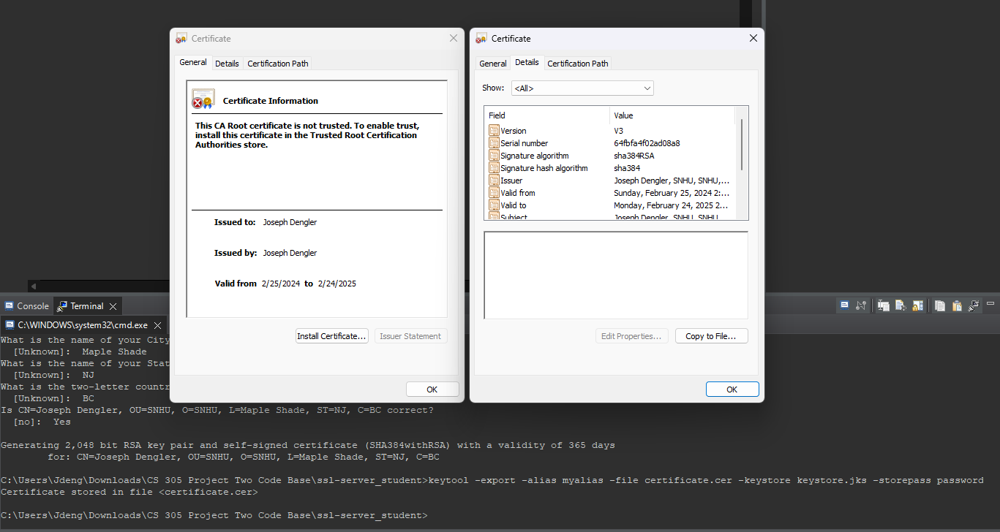 Certificate
General Details Certification Path
Certificate Information
This CA Root certificate is not trusted. To enable trust,
install this certificate in the Trusted Root Certification
Authorities store.
Issued to: Joseph Dengler
Issued by: Joseph Dengler
Valid from 2/25/2024 to 2/24/2025
Install Certificate... Issuer Statement
OK
Certificate
General Details Certification Path
Show: <All>
Field Value
Version V3
Serial number 64fbfa4f02ad08a8
Signature algorithm sha384RSA
Signature hash algorithm sha384
Issuer Joseph Dengler, SNHU, SNHU,...
Valid from Sunday, February 25, 2024 2:...
Valid to Monday, February 24, 2025 2...
Subject Joseph Dengler, SNHU, SNHU
Edit Properties... Copy to File...
OK
Console Terminal
C:\WINDOWS\system32\cmd.exe
What is the name of your City
[Unknown]: Maple Shade
What is the name of your Stat
[Unknown]: NJ
What is the two-letter countr
[Unknown]: BC
Is CN=Joseph Dengler, OU=SNHU, O=SNHU, L=Maple Shade, ST=NJ, C=BC correct?
[no]: Yes
Generating 2,048 bit RSA key pair and self-signed certificate (SHA384withRSA) with a validity of 365 days
for: CN=Joseph Dengler, OU=SNHU, O=SNHU, L=Maple Shade, ST=NJ, C=BC
C:\Users\Jdeng\Downloads\CS 305 Project Two Code Base\ssl-server_student>keytool -export -alias myalias -file certificate.cer -keystore keystore.jks -storepass password
Certificate stored in file <certificate.cer>
C:\Users\Jdeng\Downloads\CS 305 Project Two Code Base\ssl-server_student>